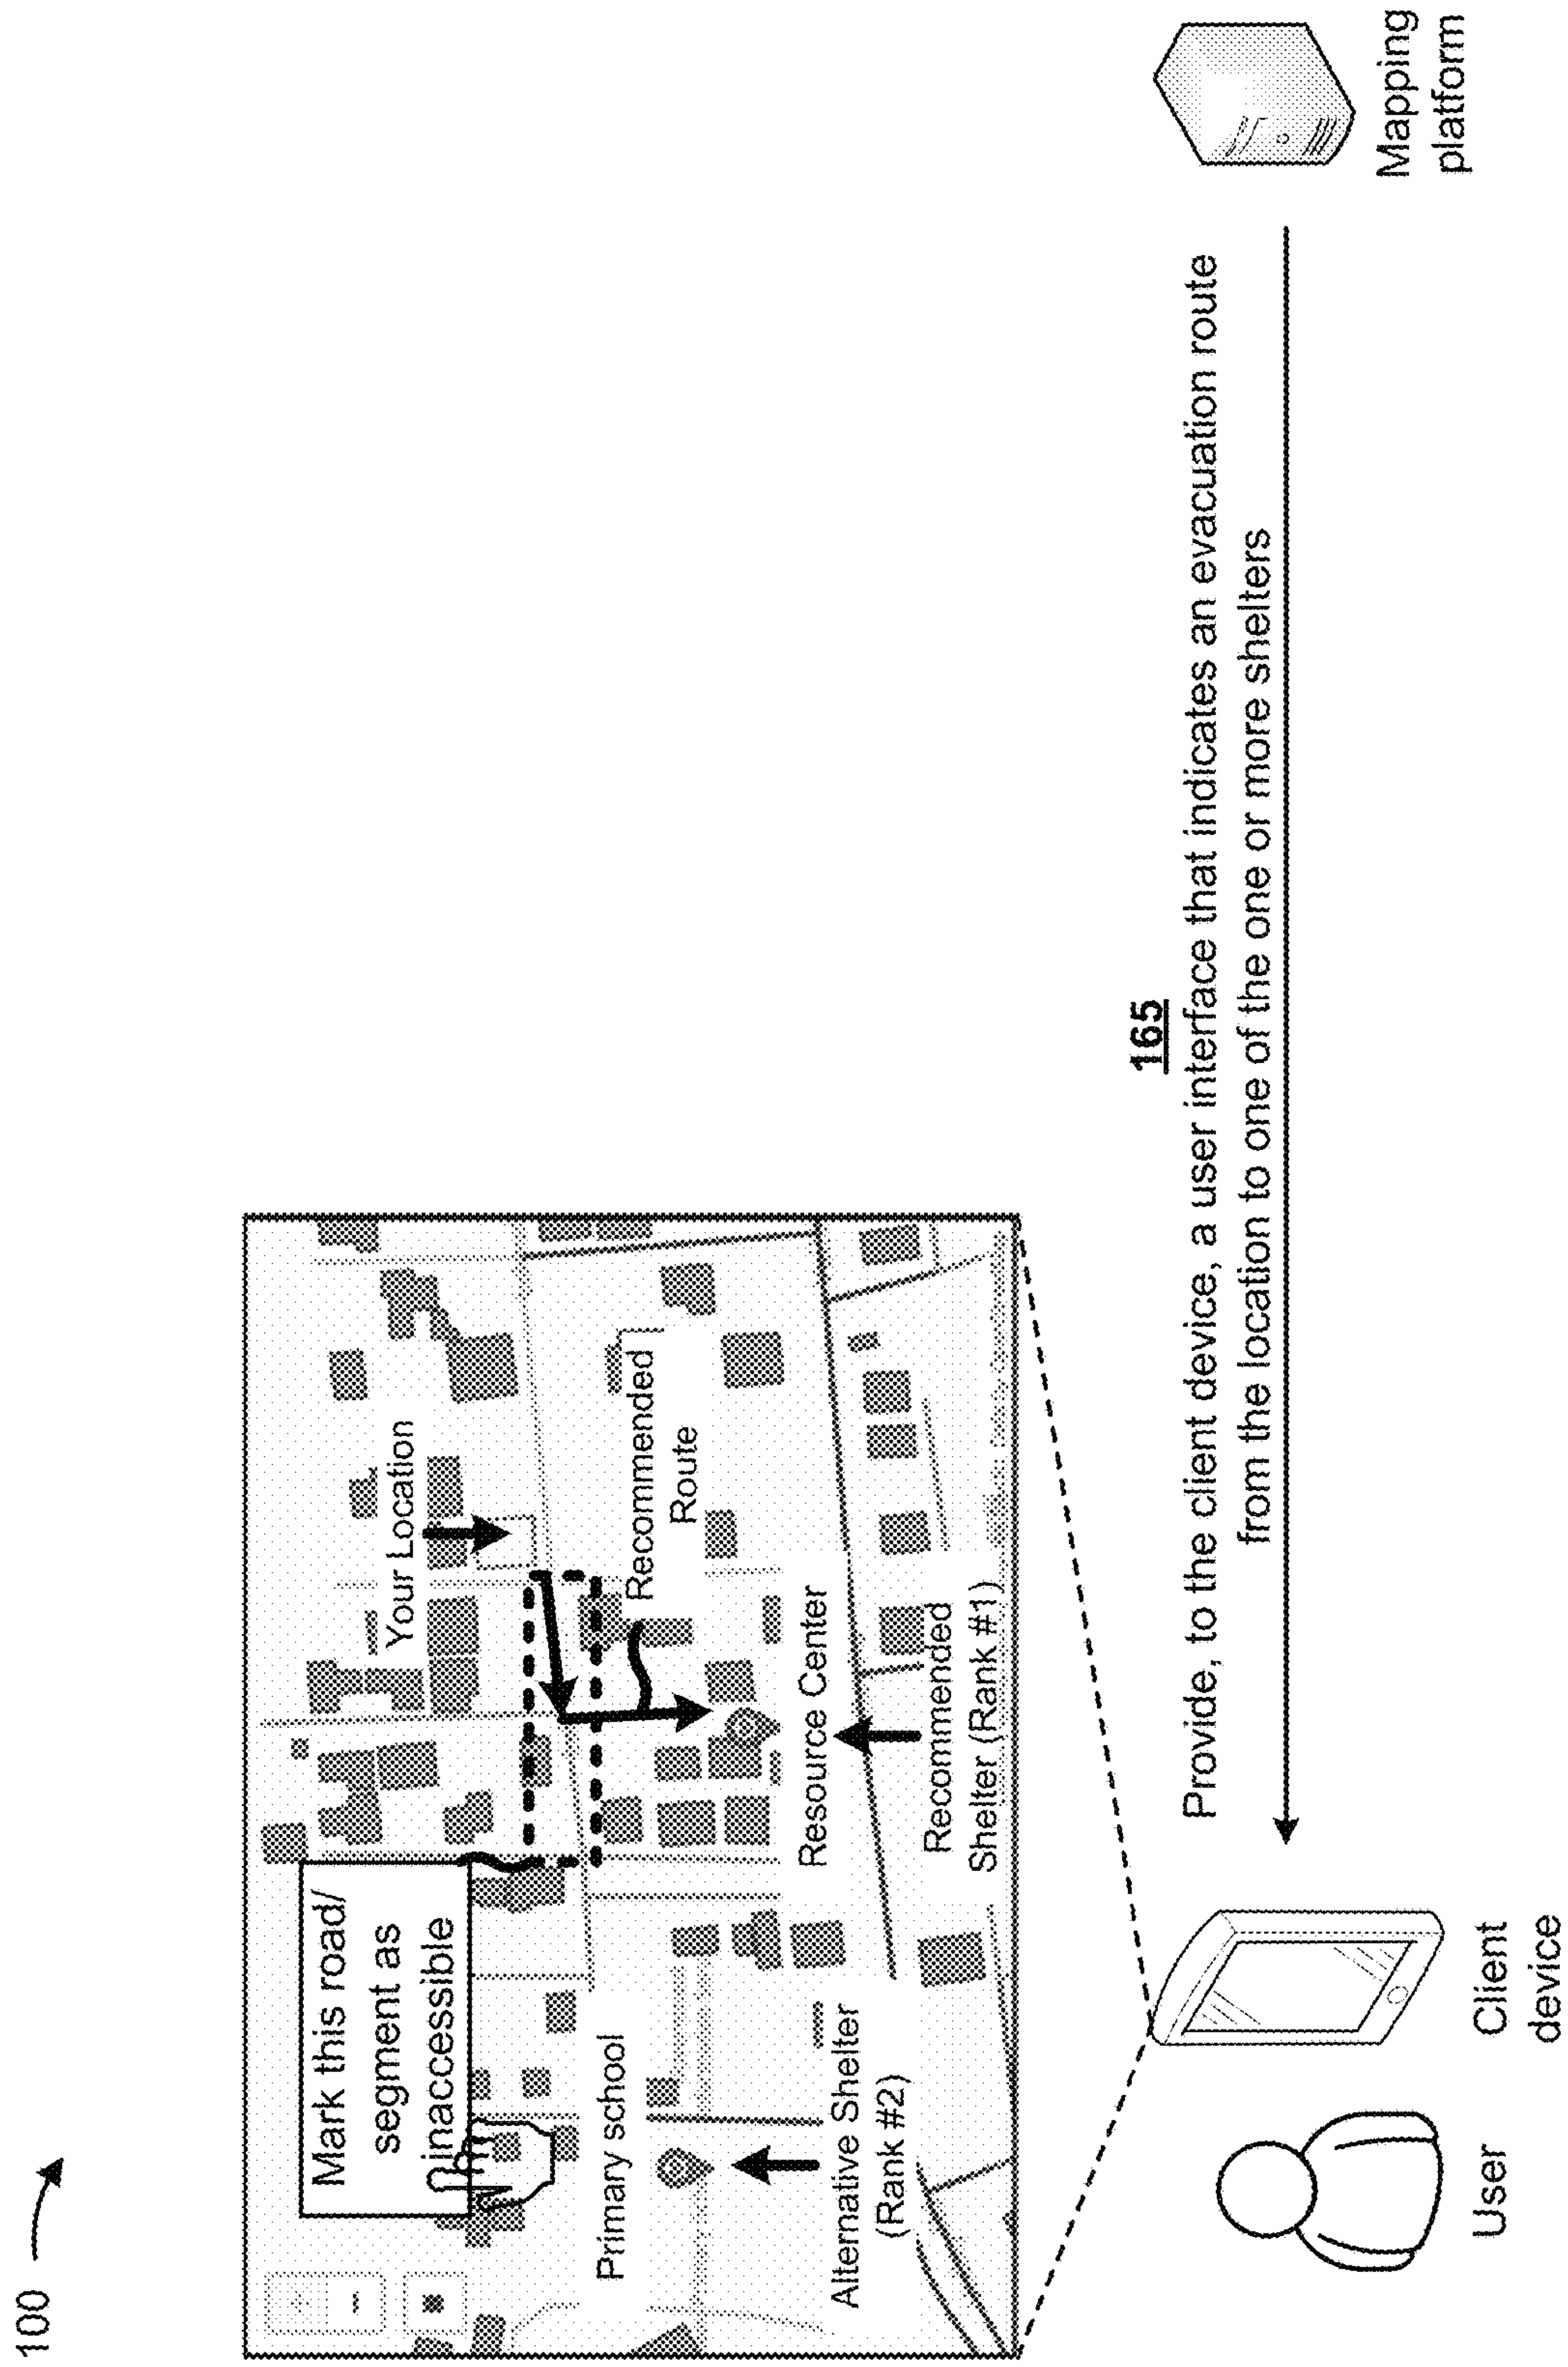 100
Mark this road/
segment as
inaccessible
Your Location
Primary school
Recommended
Route
Resource Center
Alternative Shelter
(Rank #2)
Recommended
Shelter (Rank #1)
165
Provide, to the client device, a user interface that indicates an evacuation route
from the location to one of the one or more shelters
User
Client
device
Mapping
platform